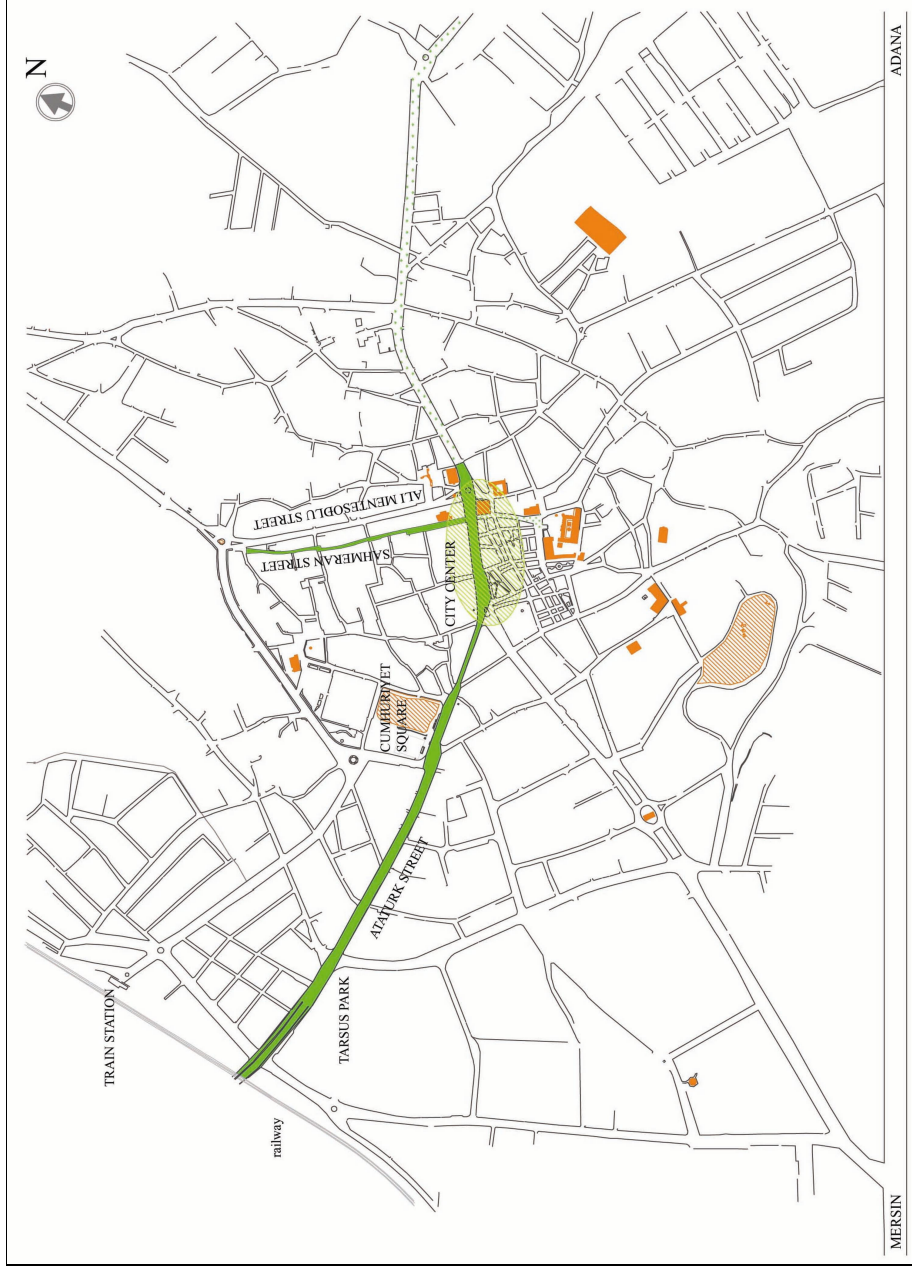 N
ADANA
ALI MENTESODLU STREET
SAHMERAN STREET
CITY CENTER
CUMHURIYET
SQUARE
ATATURK STREET
TARSUS PARK
TRAIN STATION
railway
MERSIN